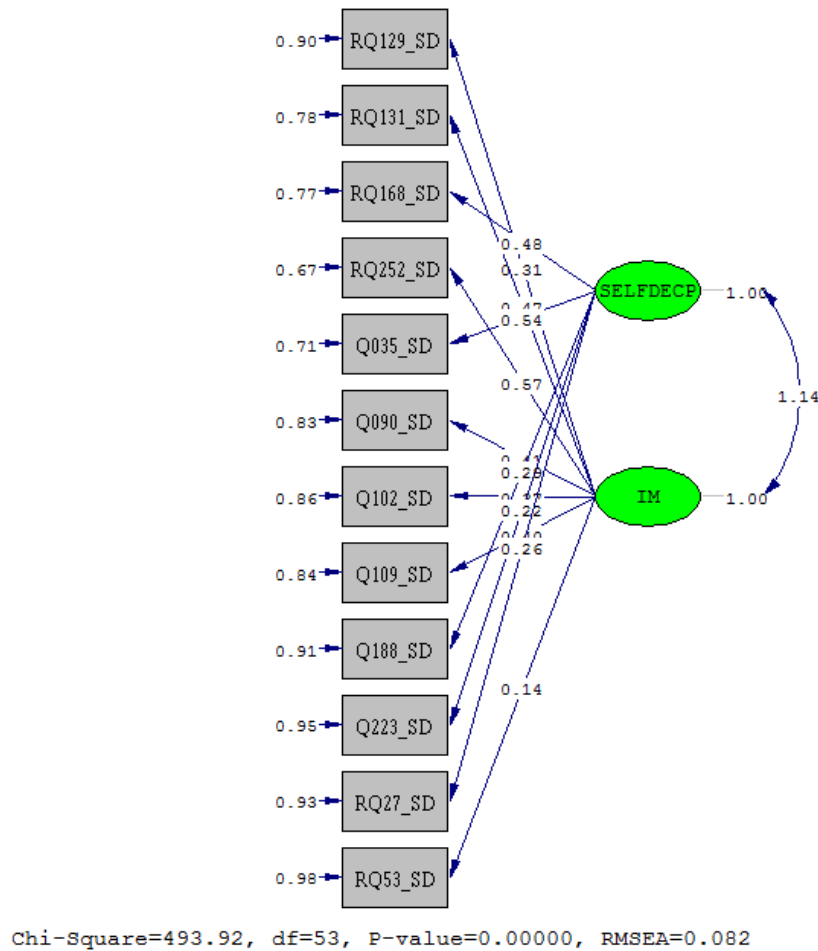 0.90 RQ129_SD
0.78 RQ131_SD
0.77 RQ168_SD
0.48
0.67 RQ252_SD
0.31
SELFDECP 1.00
0.54
0.71 Q035_SD
0.57
1.14
0.83 Q090_SD
0.29
0.86 Q102_SD
IM 1.00
0.22
0.26
0.84 Q109_SD
0.91 Q188_SD
0.14
0.95 Q223_SD
0.93 RQ27_SD
0.98 RQ53_SD
Chi-Square=493.92, df=53, P-value=0.00000, RMSEA=0.082